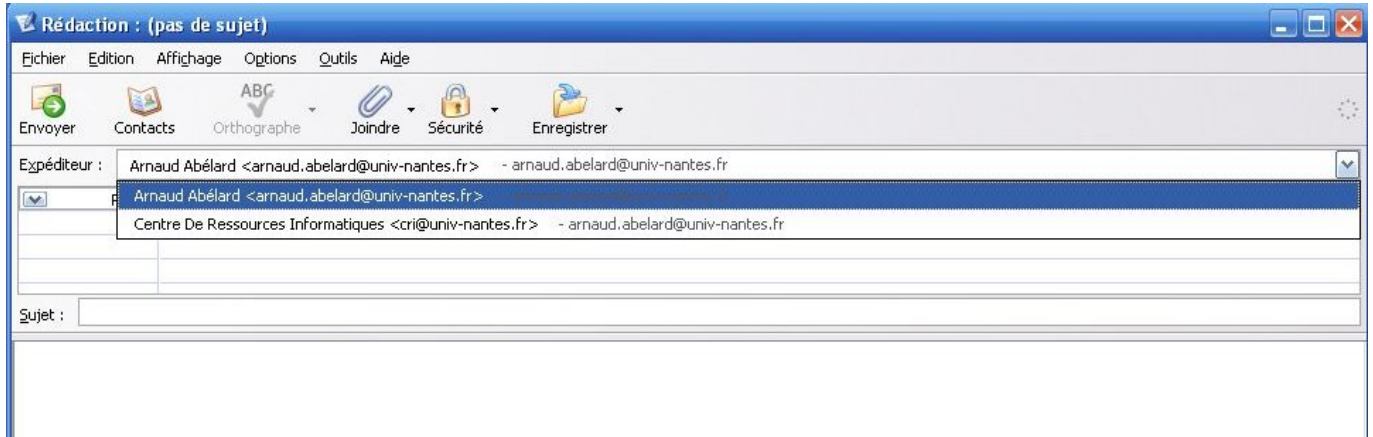 Rédaction : (pas de sujet)
Fichier Edition Affichage Options Outils Aide
ABC
Envoyer Contacts Orthographe Joindre Sécurité Enregistrer
Expéditeur : Arnaud Abélard <arnaud.abelard@univ-nantes.fr> - arnaud.abelard@univ-nantes.fr
Arnaud Abélard <arnaud.abelard@univ-nantes.fr>
Centre De Ressources Informatiques <cri@univ-nantes.fr> - arnaud.abelard@univ-nantes.fr
Sujet :